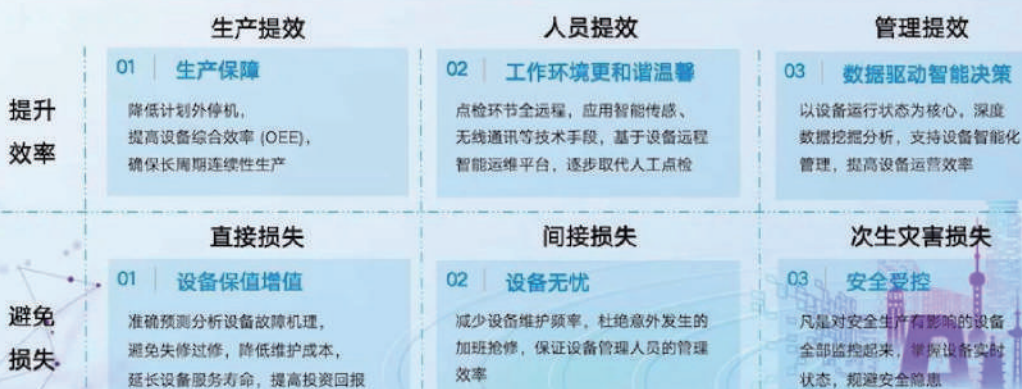 生产提效
人员提效
管理提效
提升
效率
01 生产保障
降低计划外停机，
提高设备综合效率 (OEE)，
确保长周期连续性生产
02 工作环境更和谐温馨
点检环节全远程，应用智能传感、
无线通讯等技术手段，基于设备远程
智能运维平台，逐步取代人工点检
03 数据驱动智能决策
以设备运行状态为核心，深度
数据挖掘分析，支持设备智能化
管理，提高设备运营效率
直接损失
间接损失
次生灾害损失
避免
损失
01 设备保值增值
准确预测分析设备故障机理，
避免失修过修，降低维护成本，
延长设备服务寿命，提高投资回报
02 设备无忧
减少设备维护频率，杜绝意外发生的
加班抢修，保证设备管理人员的管理
效率
03 安全受控
凡是对安全生产有影响的设备
全部监控起来，掌握设备实时
状态，规避安全隐患